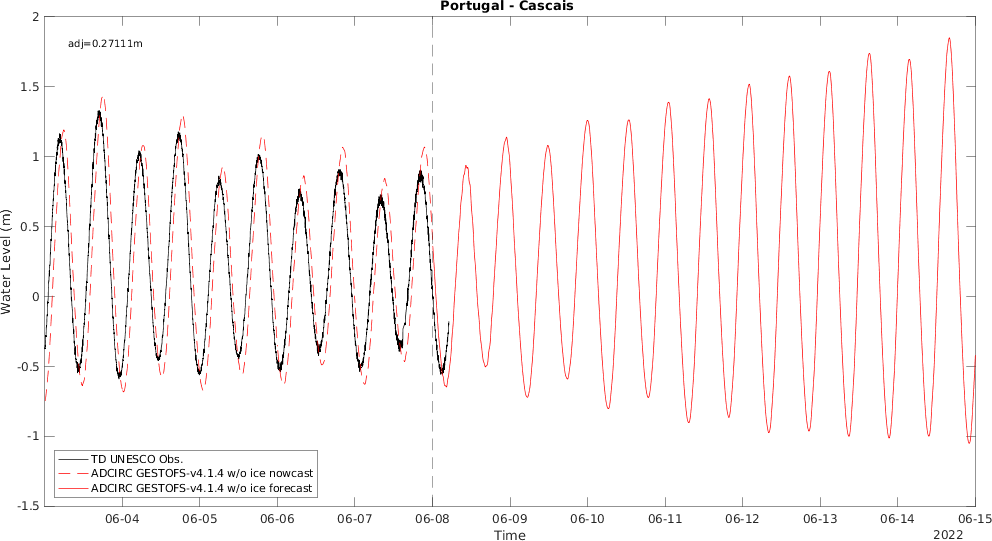 Portugal - Cascais
adj=0.27111m
Water Level (m)
2
1.5
1
0.5
0
-0.5
-1
-1.5
TD UNESCO Obs.
ADCIRC GESTOFS-v4.1.4 w/o ice nowcast
ADCIRC GESTOFS-v4.1.4 w/o ice forecast
06-04 06-05 06-06 06-07 06-08 06-09 06-10 06-11 06-12 06-13 06-14 06-15
Time
2022